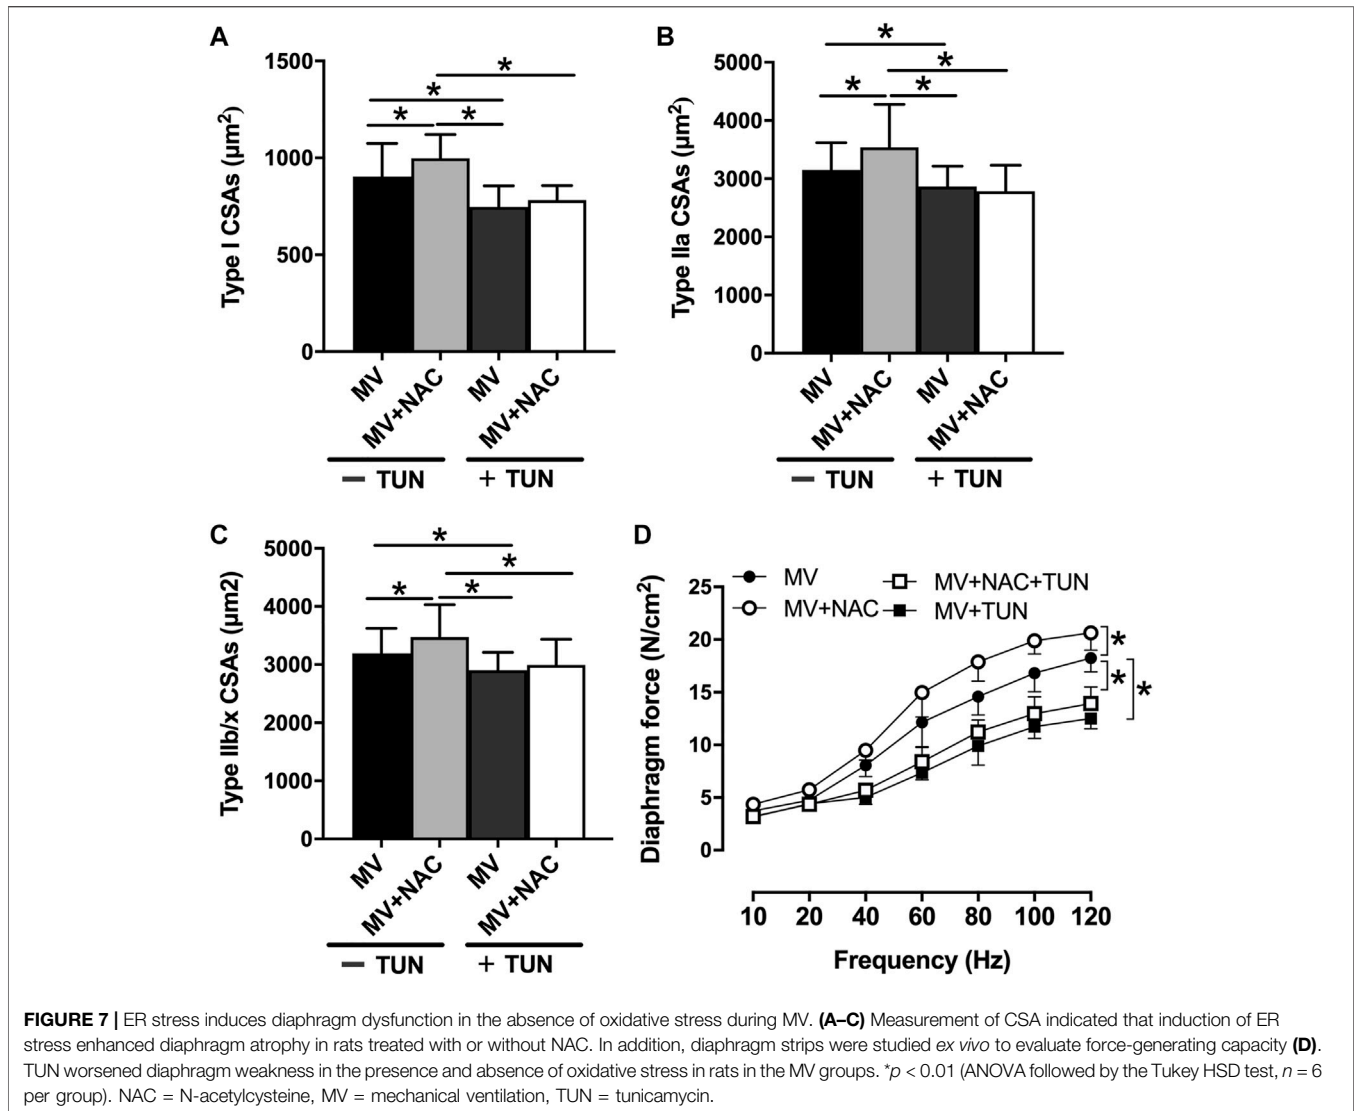 A
Type I CSAs (µm²)
1500
1000
500
0
* * * *
MV
MV+NAC
MV
MV+NAC
− TUN
+ TUN
B
Type IIa CSAs (µm²)
5000
4000
3000
2000
1000
0
* * * *
MV
MV+NAC
MV
MV+NAC
− TUN
+ TUN
C
Type IIb/x CSAs (µm2)
5000
4000
3000
2000
1000
0
* * * *
MV
MV+NAC
MV
MV+NAC
− TUN
+ TUN
D
MV
MV+NAC
MV+NAC+TUN
MV+TUN
Diaphragm force (N/cm²)
25
20
15
10
5
0
* * *
10 20 40 60 80 100 120
Frequency (Hz)
FIGURE 7 | ER stress induces diaphragm dysfunction in the absence of oxidative stress during MV. (A–C) Measurement of CSA indicated that induction of ER
stress enhanced diaphragm atrophy in rats treated with or without NAC. In addition, diaphragm strips were studied ex vivo to evaluate force-generating capacity (D).
TUN worsened diaphragm weakness in the presence and absence of oxidative stress in rats in the MV groups. *p < 0.01 (ANOVA followed by the Tukey HSD test, n = 6
per group). NAC = N-acetylcysteine, MV = mechanical ventilation, TUN = tunicamycin.